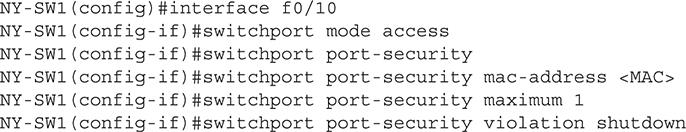 NY-SW1(config)#interface f0/10
NY-SW1(config-if)#switchport mode access
NY-SW1(config-if)#switchport port-security
NY-SW1(config-if)#switchport port-security mac-address <MAC>
NY-SW1(config-if)#switchport port-security maximum 1
NY-SW1(config-if)#switchport port-security violation shutdown